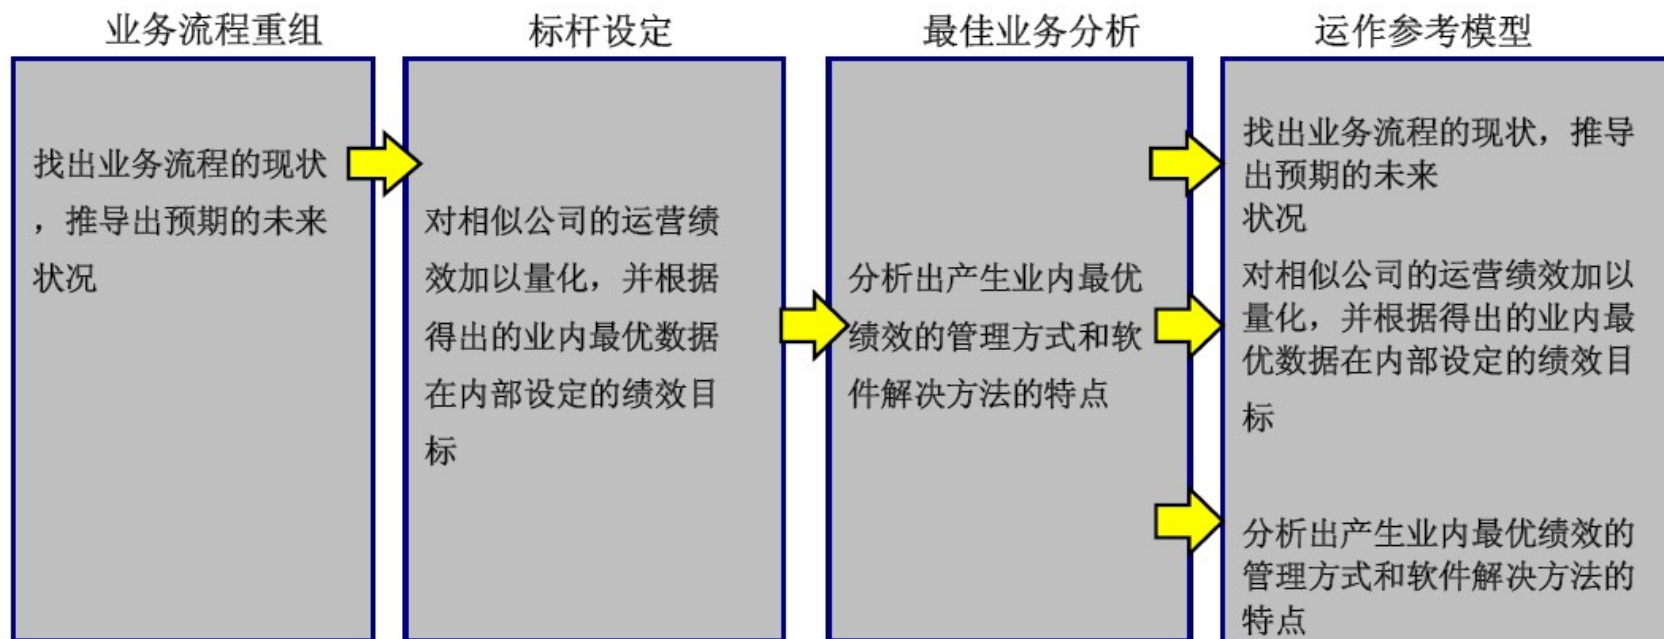 业务流程重组
标杆设定
最佳业务分析
运作参考模型
找出业务流程的现状
，推导出预期的未来
状况
对相似公司的运营绩
效加以量化，并根据
得出的业内最优数据
在内部设定的绩效目
标
分析出产生业内最优
绩效的管理方式和软
件解决方法的特点
找出业务流程的现状，推导
出预期的未来
状况
对相似公司的运营绩效加以
量化，并根据得出的业内最
优数据在内部设定的绩效目
标
分析出产生业内最优绩效的
管理方式和软件解决方法的
特点